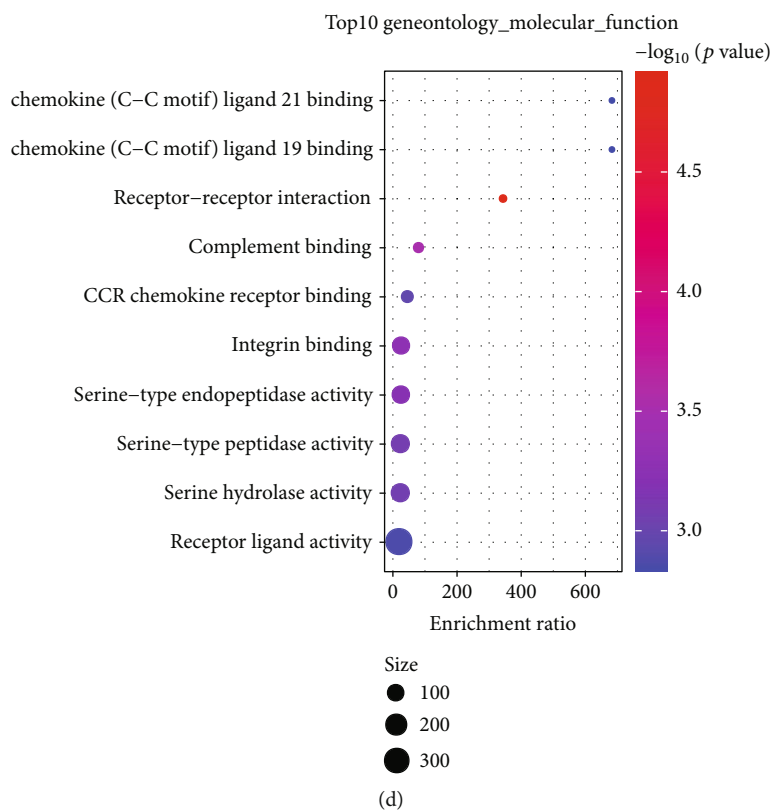 Top10 geneontology_molecular_function
−log₁₀ (p value)
chemokine (C−C motif) ligand 21 binding
chemokine (C−C motif) ligand 19 binding
Receptor−receptor interaction
Complement binding
CCR chemokine receptor binding
Integrin binding
Serine−type endopeptidase activity
Serine−type peptidase activity
Serine hydrolase activity
Receptor ligand activity
4.5
4.0
3.5
3.0
0 200 400 600
Enrichment ratio
Size
100
200
300
(d)